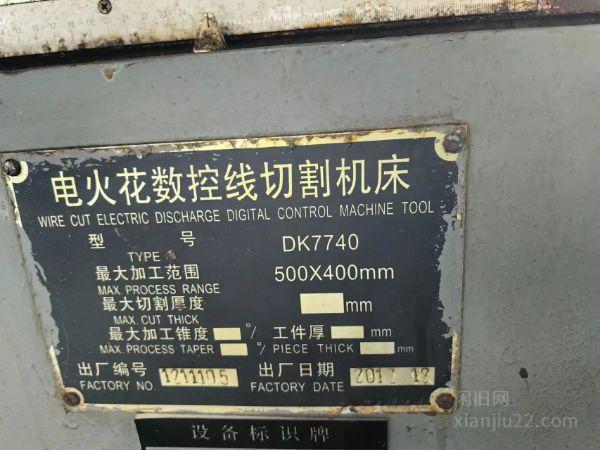 电火花数控线切割机床
WIRE CUT ELECTRIC DISCHARGE DIGITAL CONTROL MACHINE TOOL
型 号 DK7740
TYPE
最大加工范围 500X400mm
MAX. PROCESS RANGE
最大切割厚度 mm
MAX. CUT THICK
最大加工锥度 °/ 工件厚 mm
MAX. PROCESS TAPER °/ PIECE THICK mm
出厂编号 1211105 出厂日期 2012 12
FACTORY NO. FACTORY DATE
设备标识牌
闲旧网
xianjiu22.com